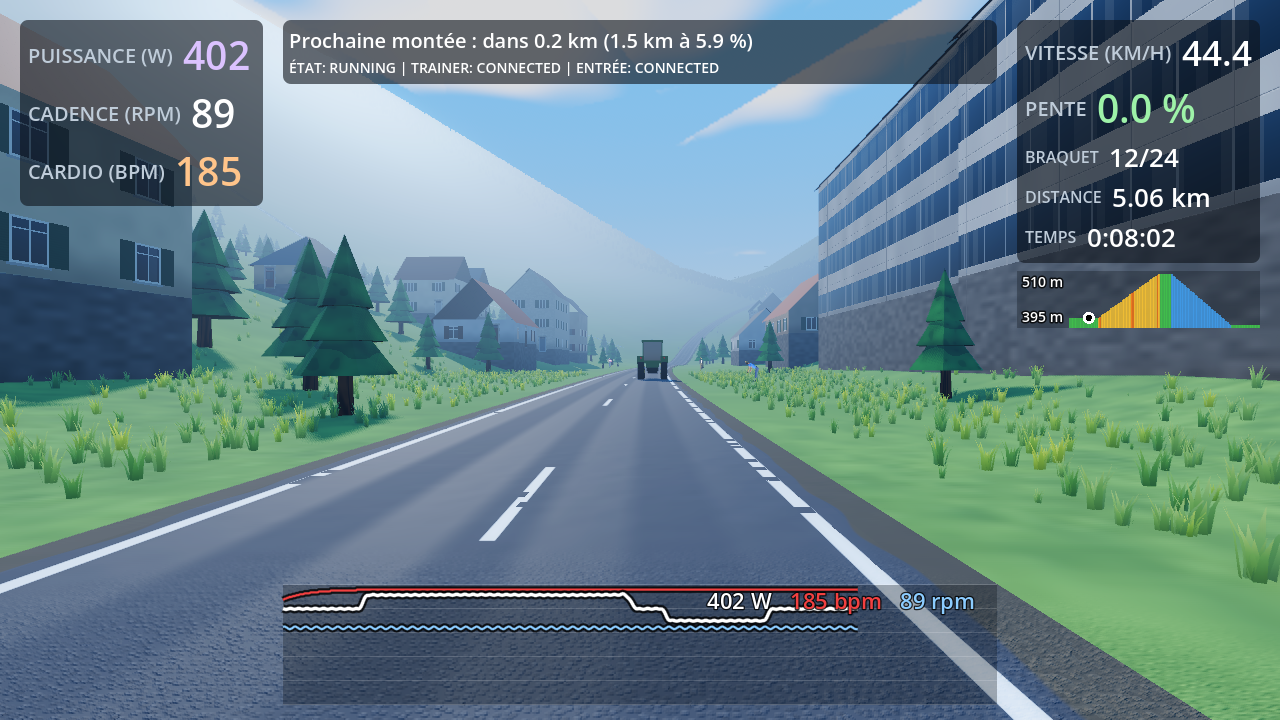 PUISSANCE (W) 402
CADENCE (RPM) 89
CARDIO (BPM) 185
Prochaine montée : dans 0.2 km (1.5 km à 5.9 %)
ÉTAT: RUNNING | TRAINER: CONNECTED | ENTRÉE: CONNECTED
VITESSE (KM/H) 44.4
PENTE 0.0 %
BRAQUET 12/24
DISTANCE 5.06 km
TEMPS 0:08:02
510 m
395 m
402 W 185 bpm 89 rpm